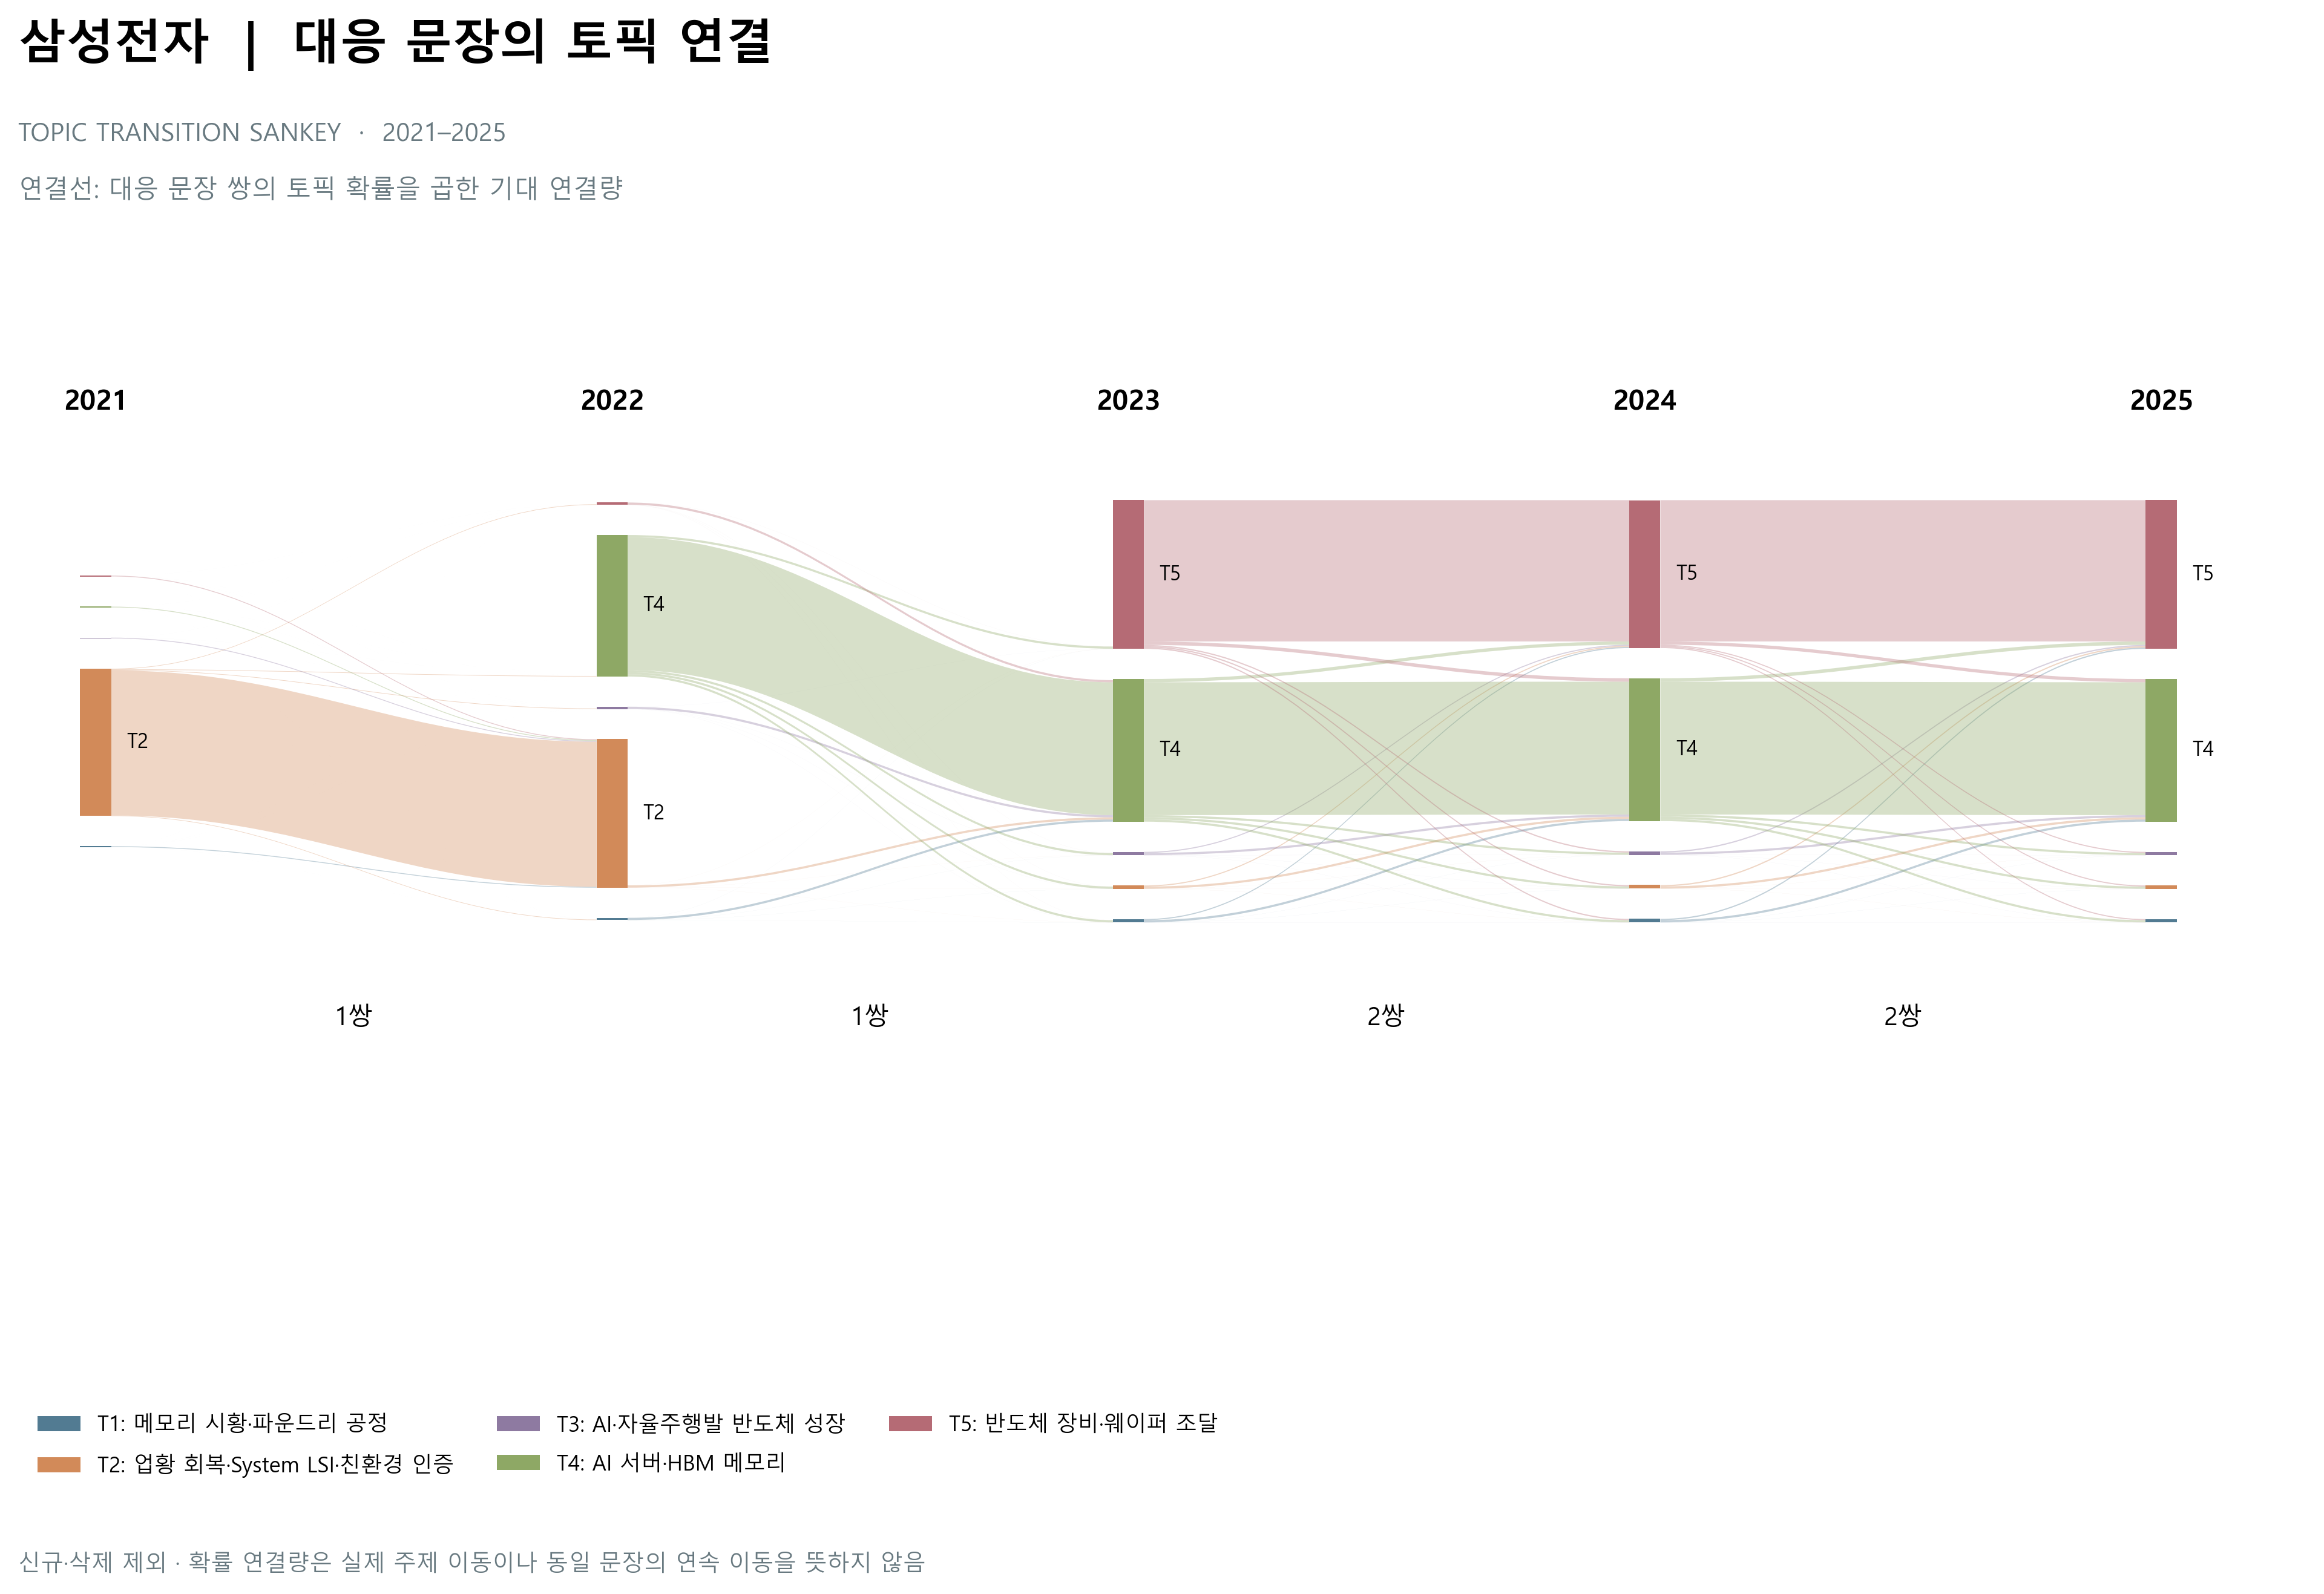 삼성전자 | 대응 문장의 토픽 연결
TOPIC TRANSITION SANKEY · 2021–2025
연결선: 대응 문장 쌍의 토픽 확률을 곱한 기대 연결량
2021 2022 2023 2024 2025
T5 T5 T5
T4
T2
T4 T4 T4
T2
1쌍 1쌍 2쌍 2쌍
T1: 메모리 시황·파운드리 공정 T3: AI·자율주행발 반도체 성장 T5: 반도체 장비·웨이퍼 조달
T2: 업황 회복·System LSI·친환경 인증 T4: AI 서버·HBM 메모리
신규·삭제 제외 · 확률 연결량은 실제 주제 이동이나 동일 문장의 연속 이동을 뜻하지 않음